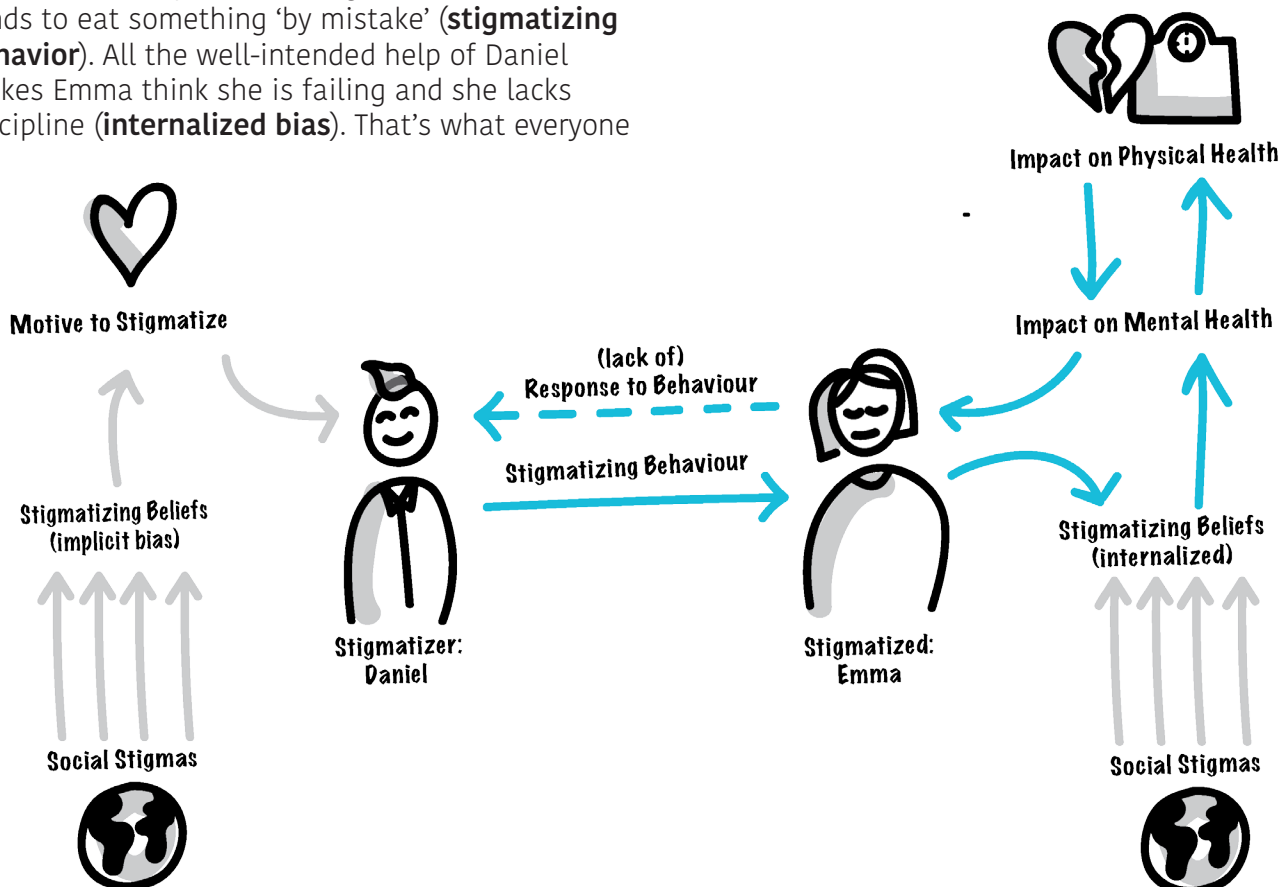 nds to eat something ‘by mistake’ (stigmatizing
havior). All the well-intended help of Daniel
kes Emma think she is failing and she lacks
cipline (internalized bias). That’s what everyone
Impact on Physical Health
Motive to Stigmatize
Impact on Mental Health
(lack of)
Response to Behaviour
Stigmatizing Behaviour
Stigmatizing Beliefs
(implicit bias)
Stigmatizing Beliefs
(internalized)
Stigmatizer:
Daniel
Stigmatized:
Emma
Social Stigmas
Social Stigmas